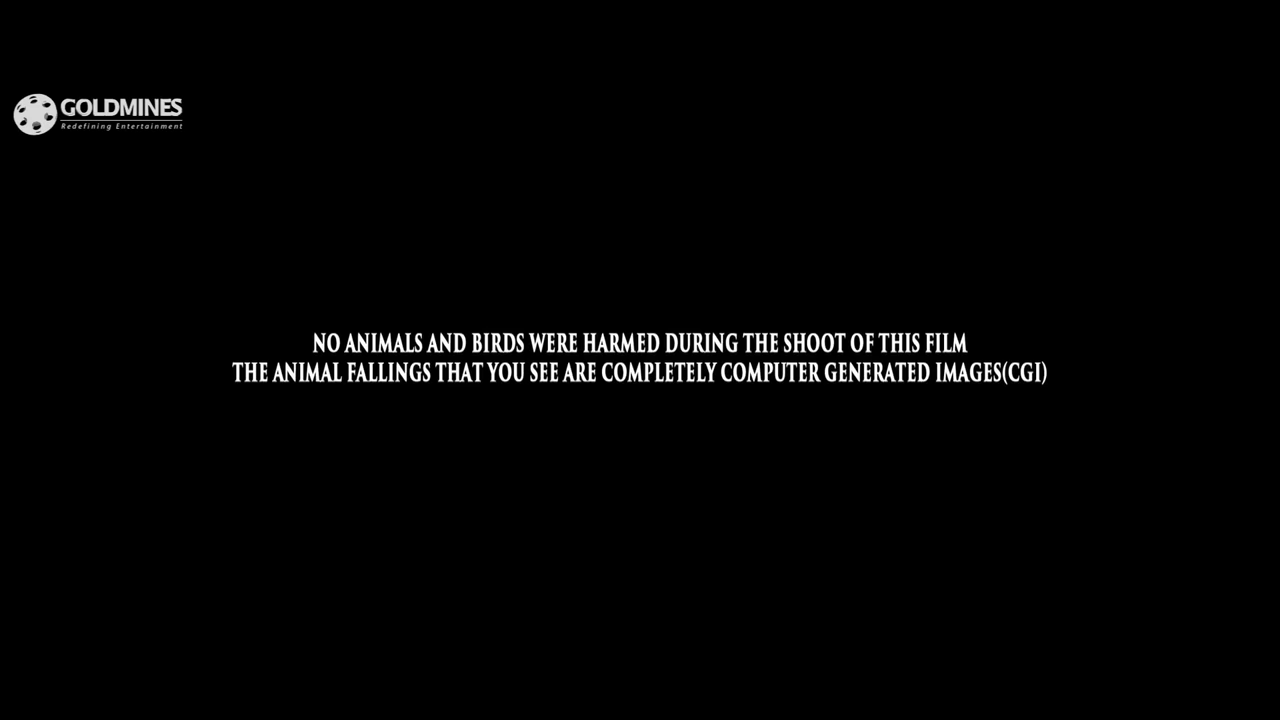 GOLDMINES
Redefining Entertainment
NO ANIMALS AND BIRDS WERE HARMED DURING THE SHOOT OF THIS FILM
THE ANIMAL FALLINGS THAT YOU SEE ARE COMPLETELY COMPUTER GENERATED IMAGES(CGI)